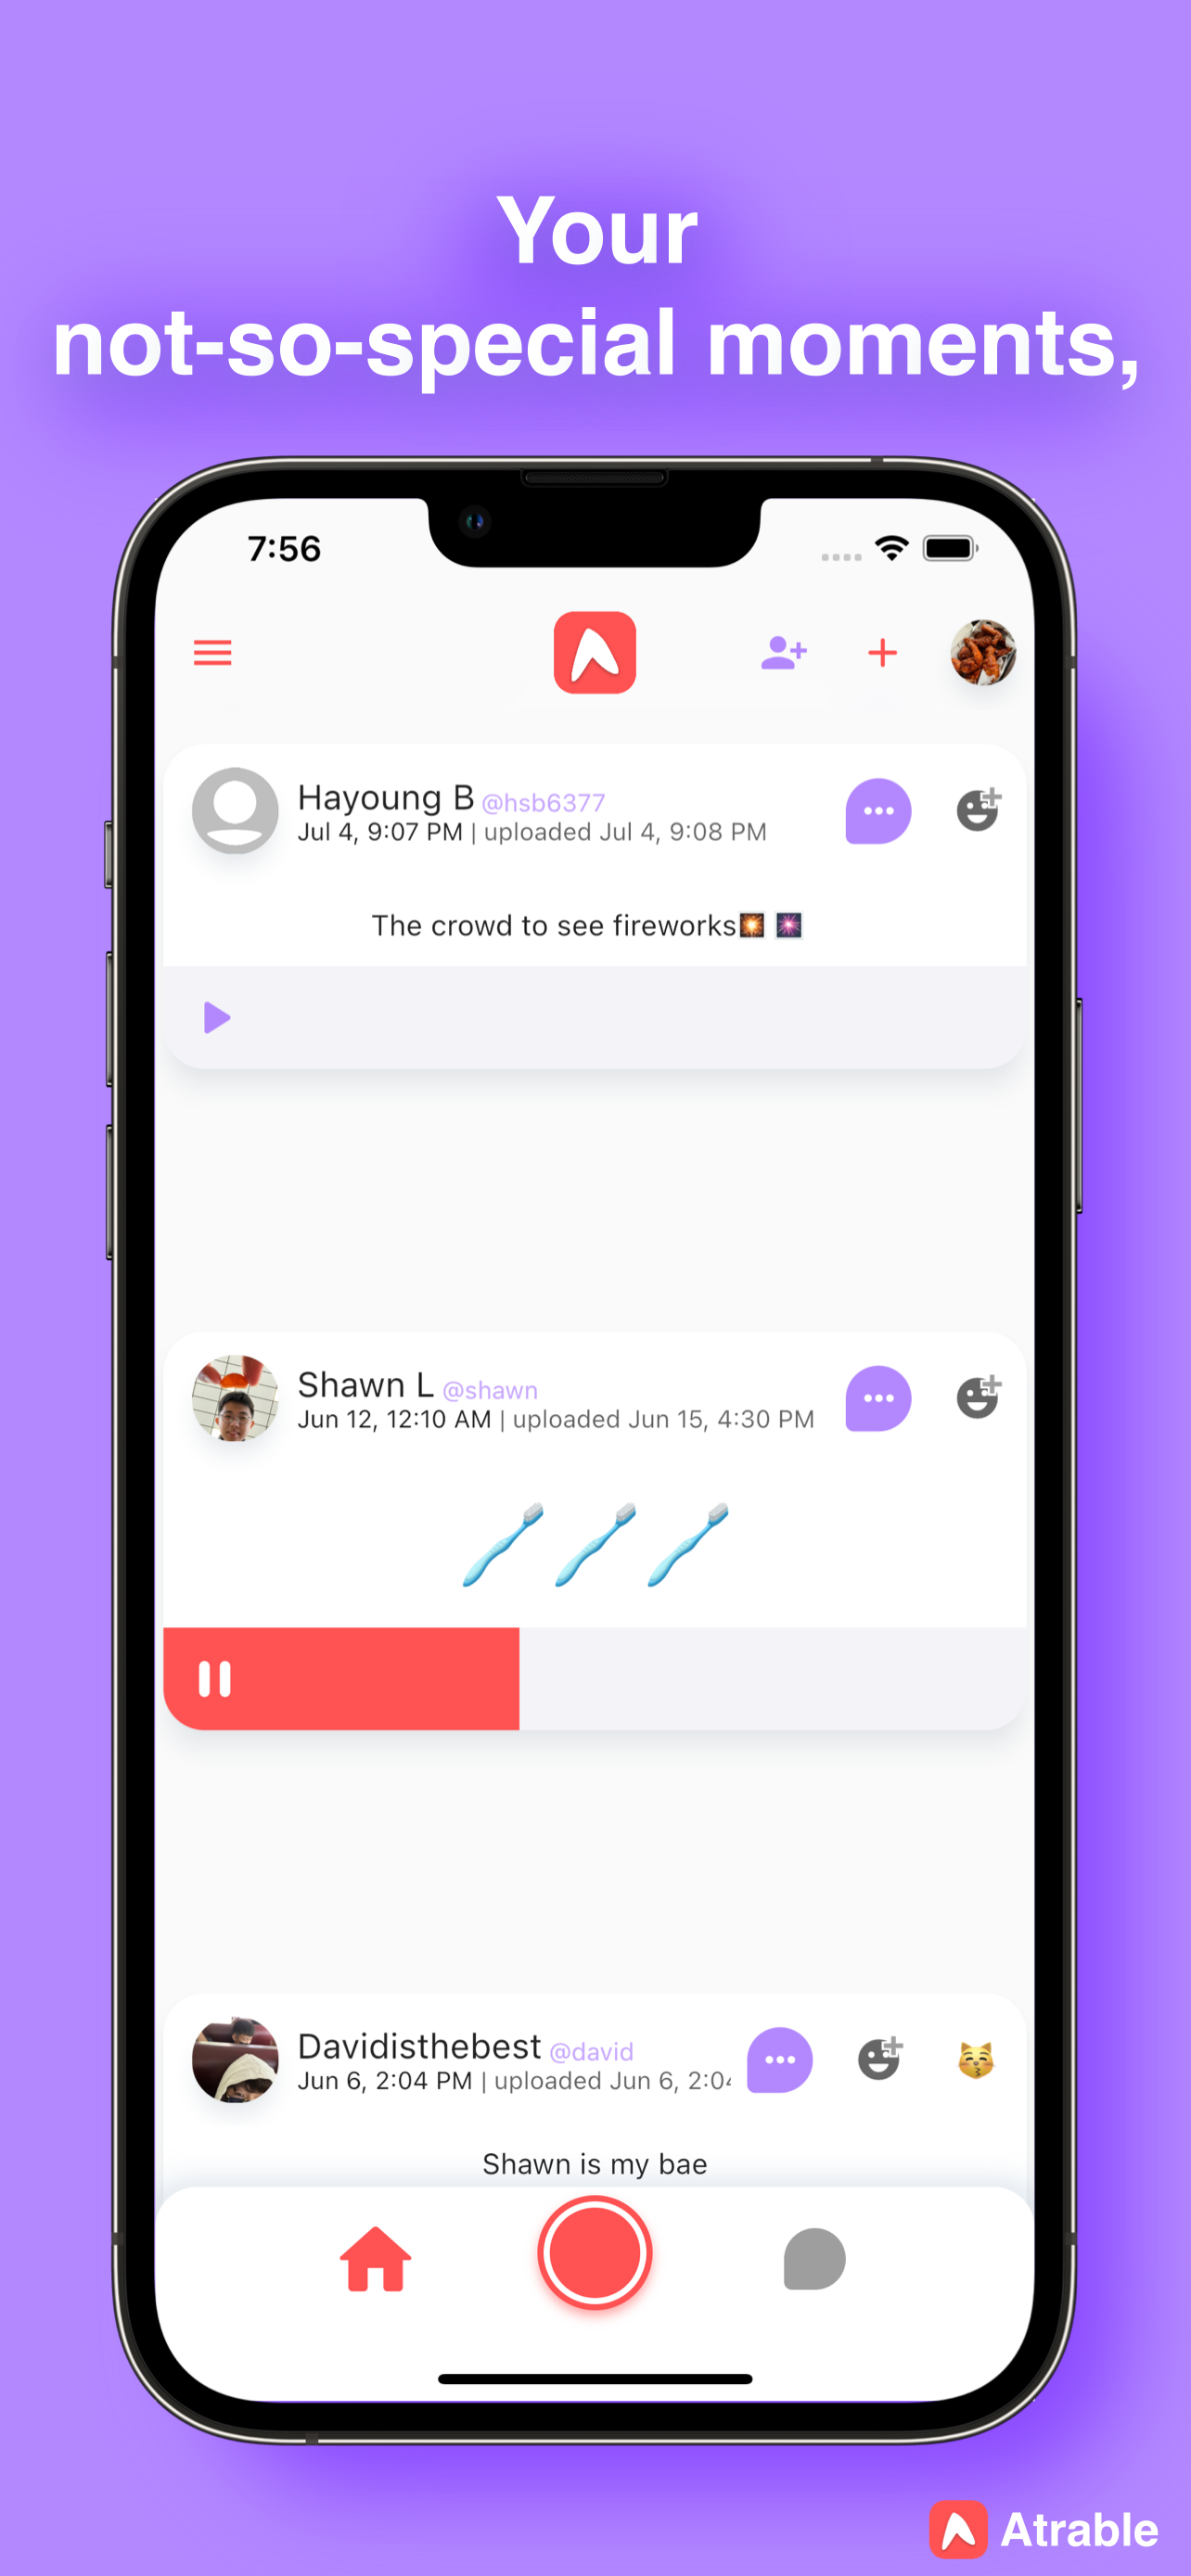 Your
not-so-special moments,
7:56
Hayoung B @hsb6377
Jul 4, 9:07 PM | uploaded Jul 4, 9:08 PM
The crowd to see fireworks🎇 🎆
Shawn L @shawn
Jun 12, 12:10 AM | uploaded Jun 15, 4:30 PM
🪥 🪥 🪥
Davidisthebest @david
Jun 6, 2:04 PM | uploaded Jun 6, 2:04
Shawn is my bae
Atrable